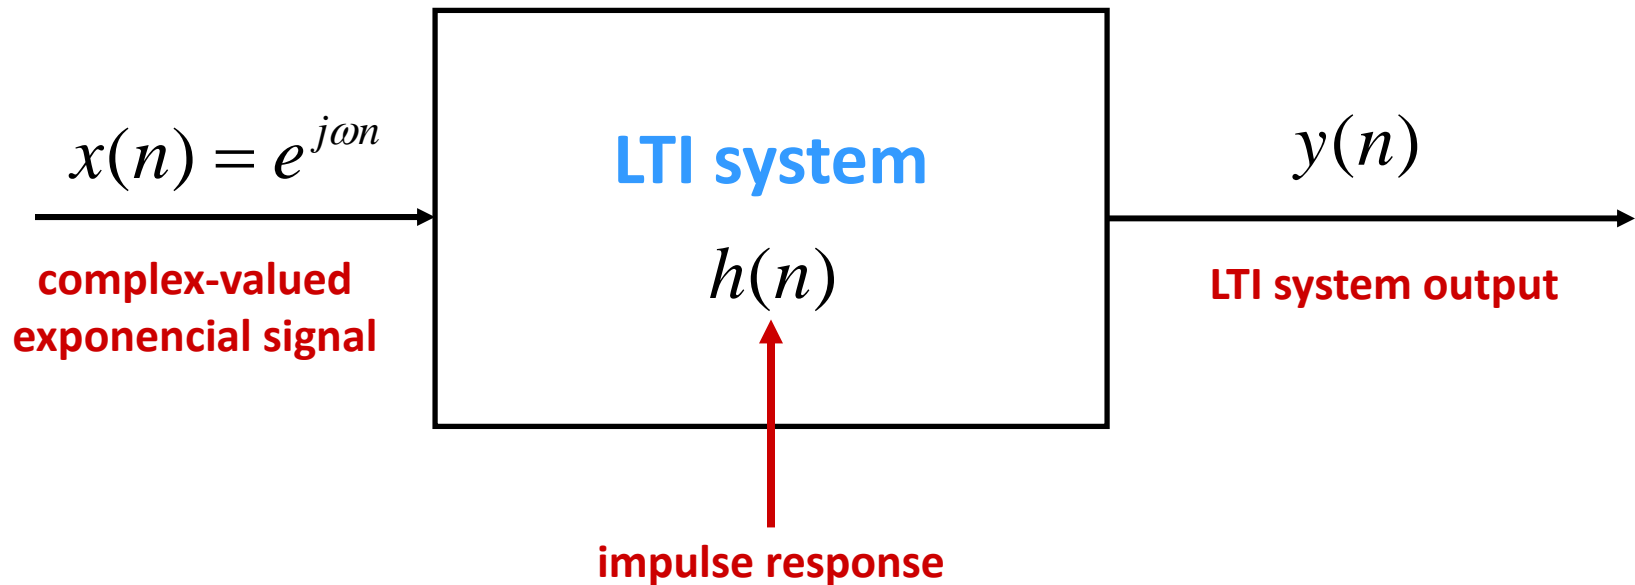 x(n) = e^{jωn}
complex-valued
exponencial signal
LTI system
h(n)
impulse response
y(n)
LTI system output